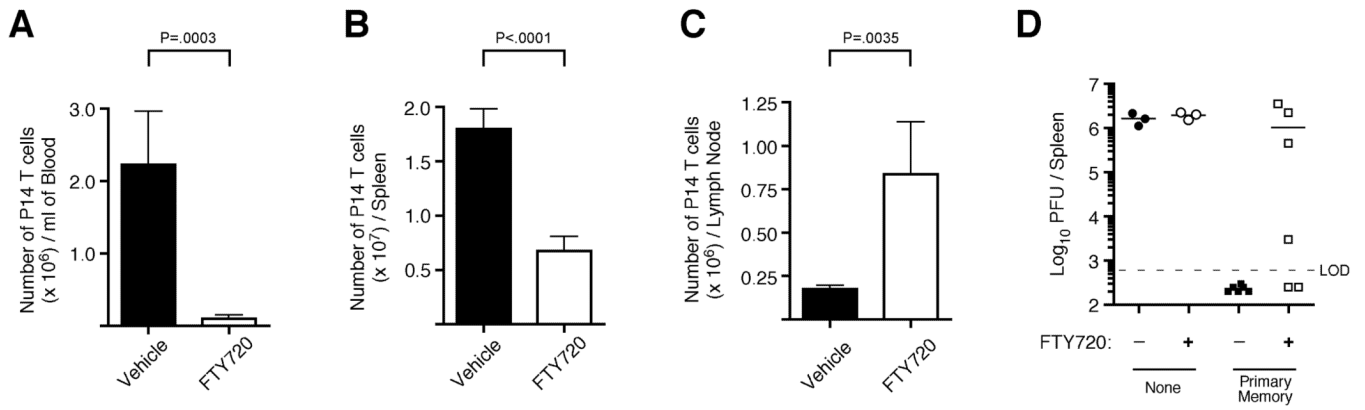 A
P=.0003
Number of P14 T cells
(x 10⁶) / ml of Blood
3.0
2.0
1.0
Vehicle
FTY720
B
P<.0001
Number of P14 T cells
(x 10⁷) / Spleen
2.0
1.5
1.0
0.5
Vehicle
FTY720
C
P=.0035
Number of P14 T cells
(x 10⁶) / Lymph Node
1.25
1.00
0.75
0.50
0.25
Vehicle
FTY720
D
Log₁₀ PFU / Spleen
7
6
5
4
3
2
LOD
FTY720: – + – +
None
Primary
Memory